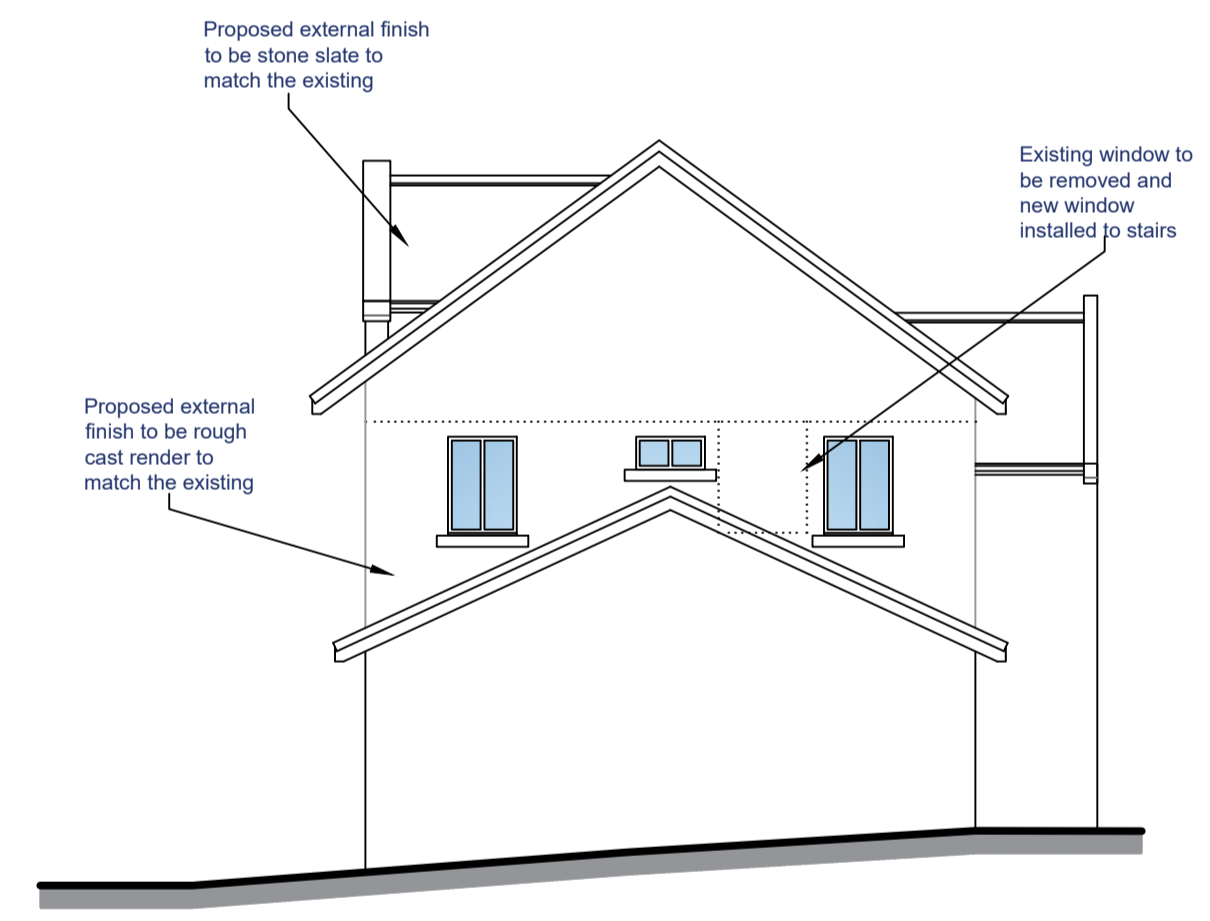 Proposed external finish
to be stone slate to
match the existing
Existing window to
be removed and
new window
installed to stairs
Proposed external
finish to be rough
cast render to
match the existing